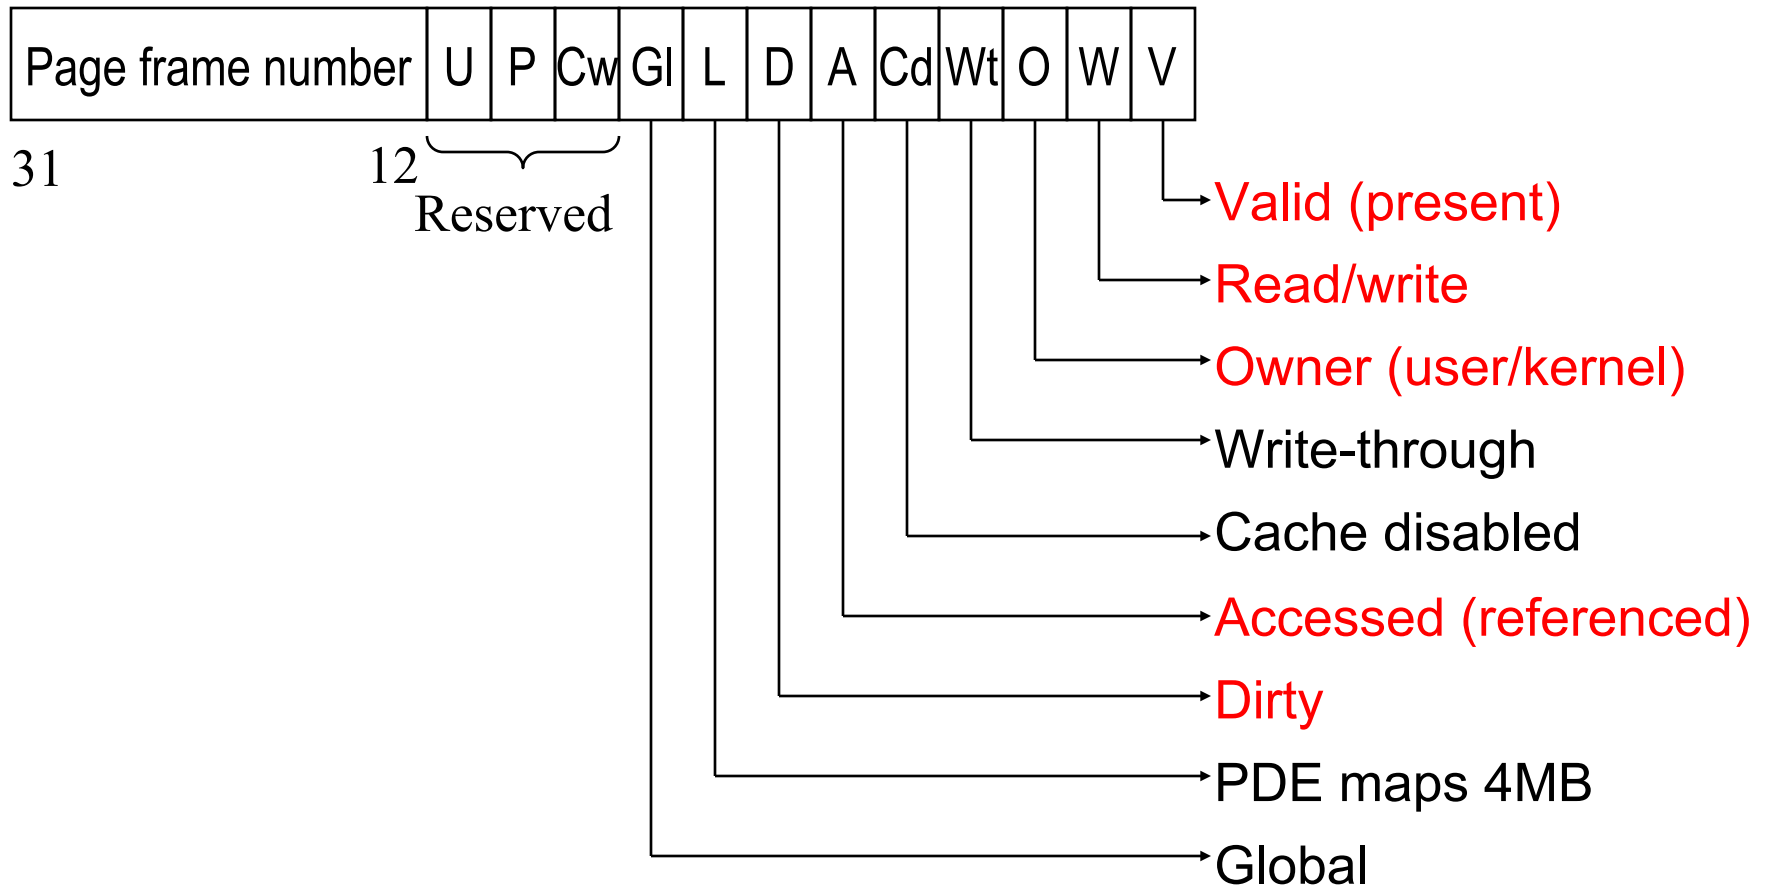 Page frame number U P Cw Gl L D A Cd Wt O W V
31 12
Reserved
Valid (present)
Read/write
Owner (user/kernel)
Write-through
Cache disabled
Accessed (referenced)
Dirty
PDE maps 4MB
Global